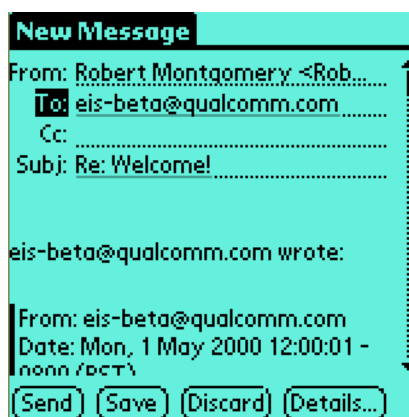 New Message
From: Robert Montgomery <Rob...
To: eis-beta@qualcomm.com
Cc:
Subj: Re: Welcome!
eis-beta@qualcomm.com wrote:
From: eis-beta@qualcomm.com
Date: Mon, 1 May 2000 12:00:01 -
Send Save Discard Details...